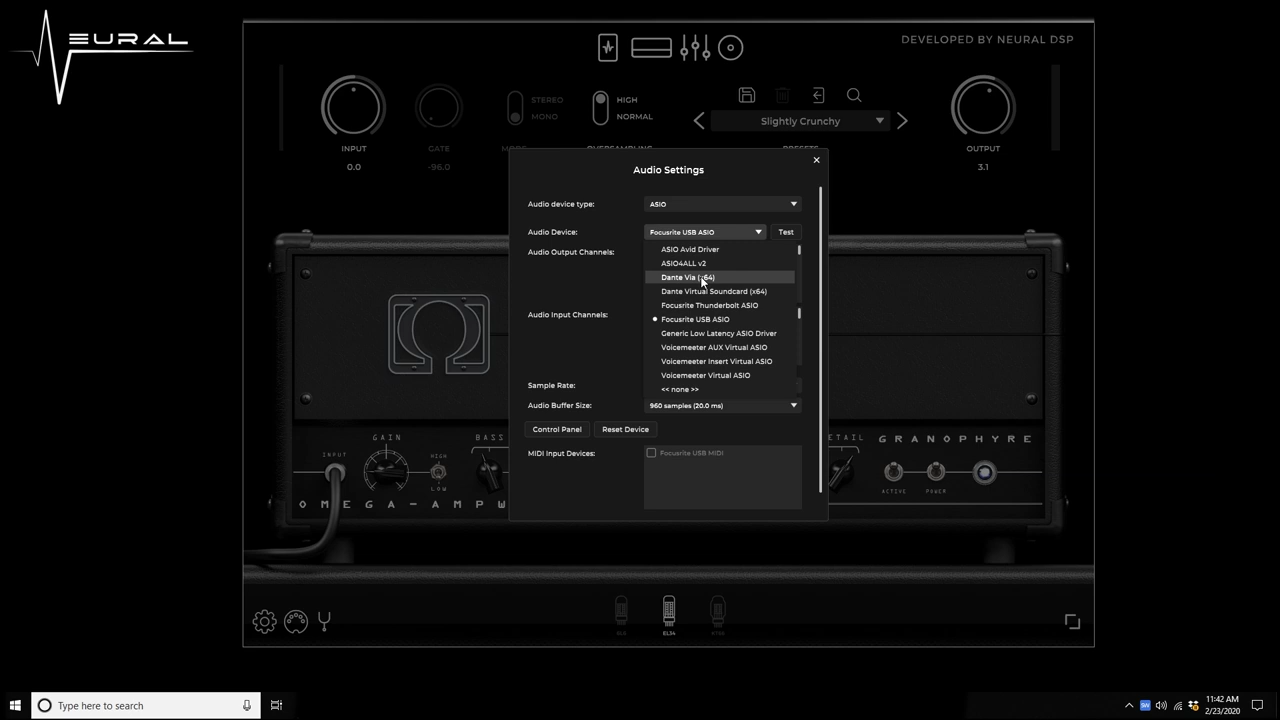 EURAL
DEVELOPED BY NEURAL DSP
STEREO
MONO
HIGH
NORMAL
Slightly Crunchy
INPUT
GATE
OUTPUT
0.0
-96.0
3.1
Audio Settings
Audio device type:
ASIO
Audio Device:
Focusrite USB ASIO
Test
Audio Output Channels:
ASIO Avid Driver
ASIO4ALL v2
Dante Via (x64)
Dante Virtual Soundcard (x64)
Focusrite Thunderbolt ASIO
Audio Input Channels:
Focusrite USB ASIO
Generic Low Latency ASIO Driver
Voicemeeter AUX Virtual ASIO
Voicemeeter Insert Virtual ASIO
Voicemeeter Virtual ASIO
Sample Rate:
<< none >>
Audio Buffer Size:
960 samples (20.0 ms)
Control Panel
Reset Device
MIDI Input Devices:
Focusrite USB MIDI
INPUT
GAIN
HIGH
LOW
BASS
ETAIL
GRANOPHYRE
ACTIVE
POWER
OMEGA-AMPW
6L6
EL34
Type here to search
11:42 AM
2/23/2020